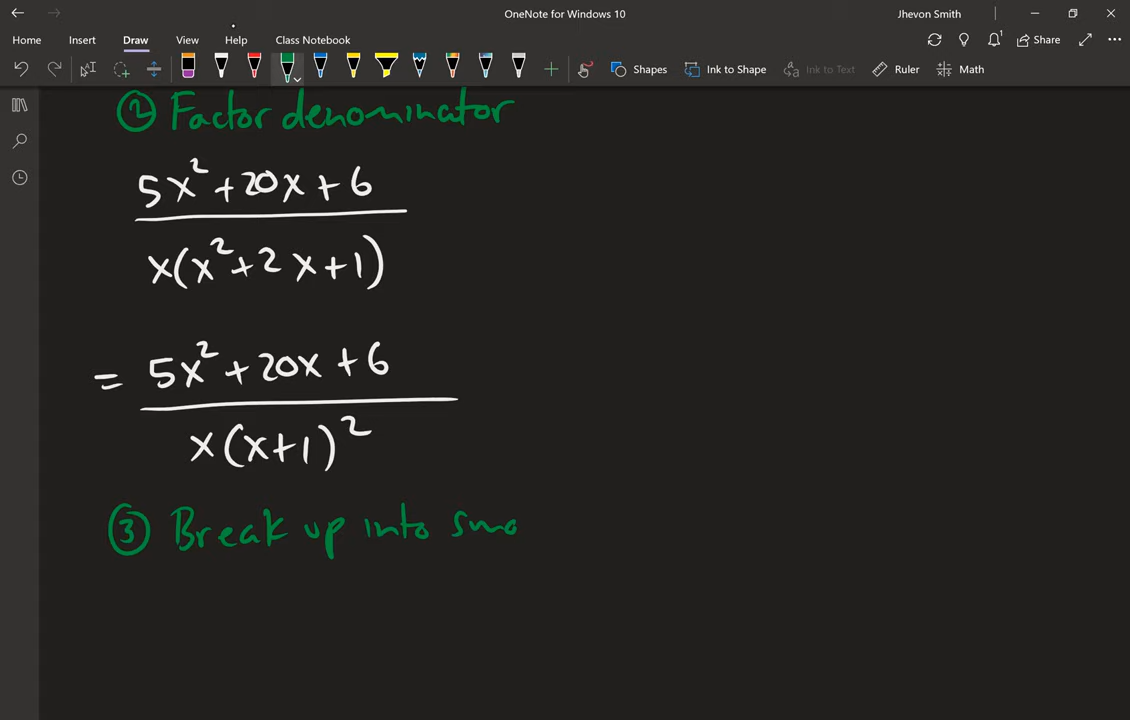 OneNote for Windows 10
Jhevon Smith
Home Insert Draw View Help Class Notebook
1 Share
Shapes Ink to Shape Ink to Text Ruler Math
② Factor denominator
5x²+20x+6
x(x²+2x+1)
= 5x²+20x+6
x(x+1)²
③ Break up into sma